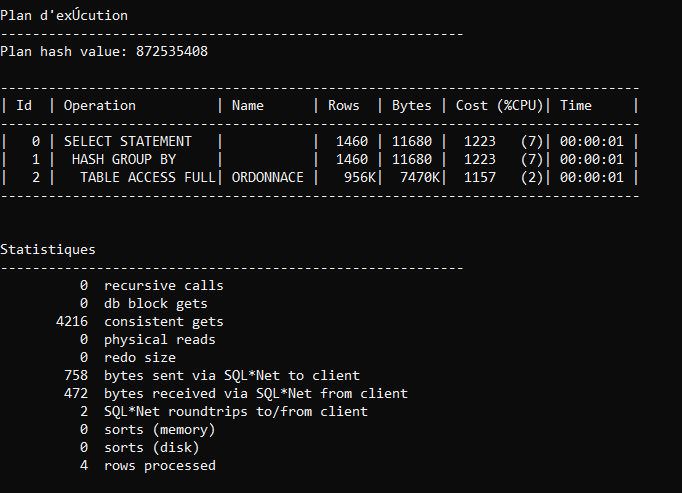 Plan d'exÚcution
----------------------------------------------------------
Plan hash value: 872535408
--------------------------------------------------------------------------------
| Id  | Operation          | Name      | Rows  | Bytes | Cost (%CPU)| Time     |
--------------------------------------------------------------------------------
|   0 | SELECT STATEMENT   |           |  1460 | 11680 |  1223   (7)| 00:00:01 |
|   1 |  HASH GROUP BY     |           |  1460 | 11680 |  1223   (7)| 00:00:01 |
|   2 |   TABLE ACCESS FULL| ORDONNACE |   956K|  7470K|  1157   (2)| 00:00:01 |
--------------------------------------------------------------------------------
Statistiques
----------------------------------------------------------
          0  recursive calls
          0  db block gets
       4216  consistent gets
          0  physical reads
          0  redo size
        758  bytes sent via SQL*Net to client
        472  bytes received via SQL*Net from client
          2  SQL*Net roundtrips to/from client
          0  sorts (memory)
          0  sorts (disk)
          4  rows processed